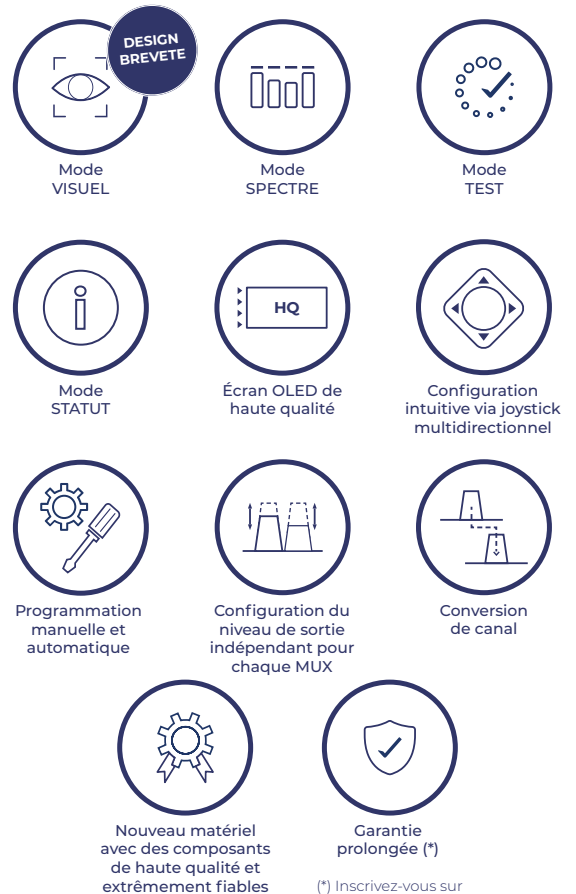 DESIGN
BREVETE
Mode
VISUEL
Mode
SPECTRE
Mode
TEST
Mode
STATUT
HQ
Écran OLED de
haute qualité
Configuration
intuitive via joystick
multidirectionnel
Programmation
manuelle et
automatique
Configuration du
niveau de sortie
indépendant pour
chaque MUX
Conversion
de canal
Nouveau matériel
avec des composants
de haute qualité et
extrêmement fiables
Garantie
prolongée (*)
(*) Inscrivez-vous sur